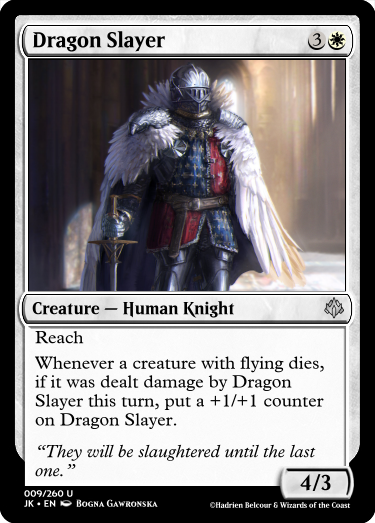 Dragon Slayer 3
Creature — Human Knight
Reach
Whenever a creature with flying dies,
if it was dealt damage by Dragon
Slayer this turn, put a +1/+1 counter
on Dragon Slayer.
“They will be slaughtered until the last
one.”
4/3
009/260 U
JK • EN Bogna Gawronska
©Hadrien Belcour & Wizards of the Coast